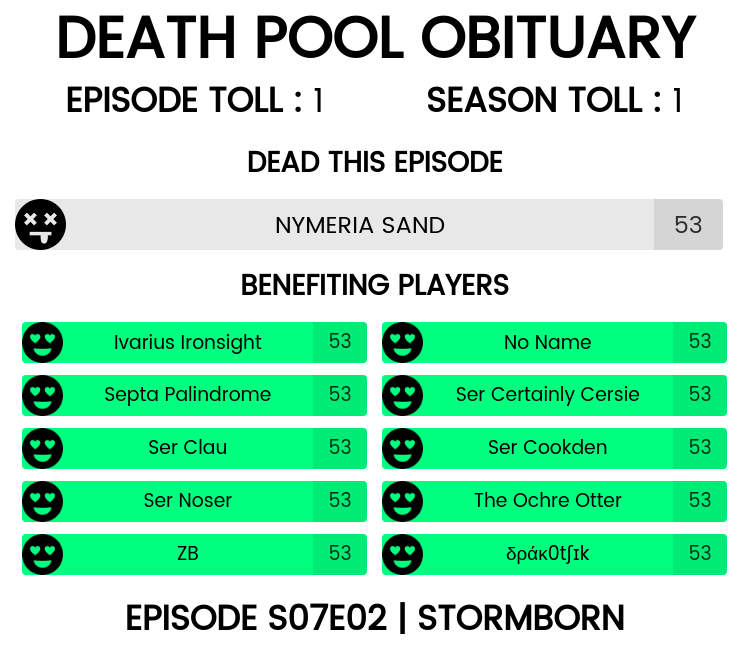 DEATH POOL OBITUARY
EPISODE TOLL : 1 SEASON TOLL : 1
DEAD THIS EPISODE
NYMERIA SAND 53
BENEFITING PLAYERS
Ivarius Ironsight 53 No Name 53
Septa Palindrome 53 Ser Certainly Cersie 53
Ser Clau 53 Ser Cookden 53
Ser Noser 53 The Ochre Otter 53
ZB 53 δράκ0tʃɪk 53
EPISODE S07E02 | STORMBORN